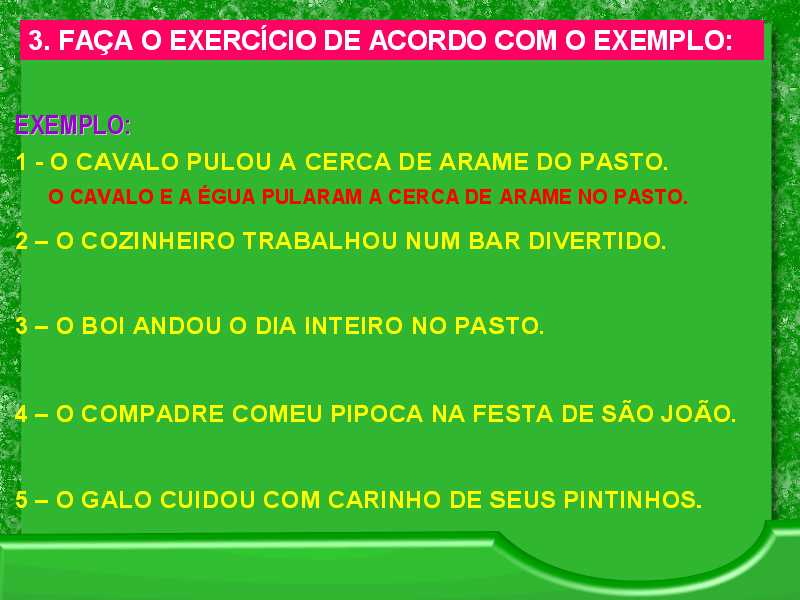 3. FAÇA O EXERCÍCIO DE ACORDO COM O EXEMPLO:
EXEMPLO:
1 - O CAVALO PULOU A CERCA DE ARAME DO PASTO.
O CAVALO E A ÉGUA PULARAM A CERCA DE ARAME NO PASTO.
2 – O COZINHEIRO TRABALHOU NUM BAR DIVERTIDO.
3 – O BOI ANDOU O DIA INTEIRO NO PASTO.
4 – O COMPADRE COMEU PIPOCA NA FESTA DE SÃO JOÃO.
5 – O GALO CUIDOU COM CARINHO DE SEUS PINTINHOS.